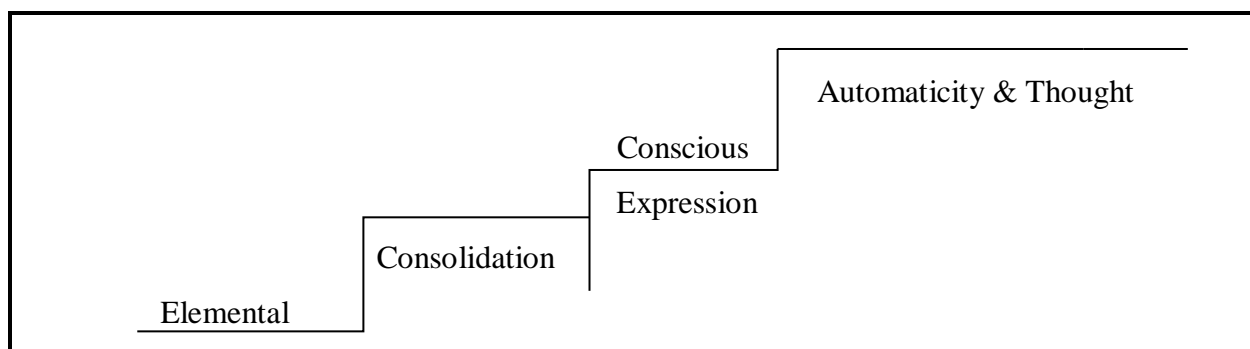 Automaticity & Thought
Conscious
Expression
Consolidation
Elemental